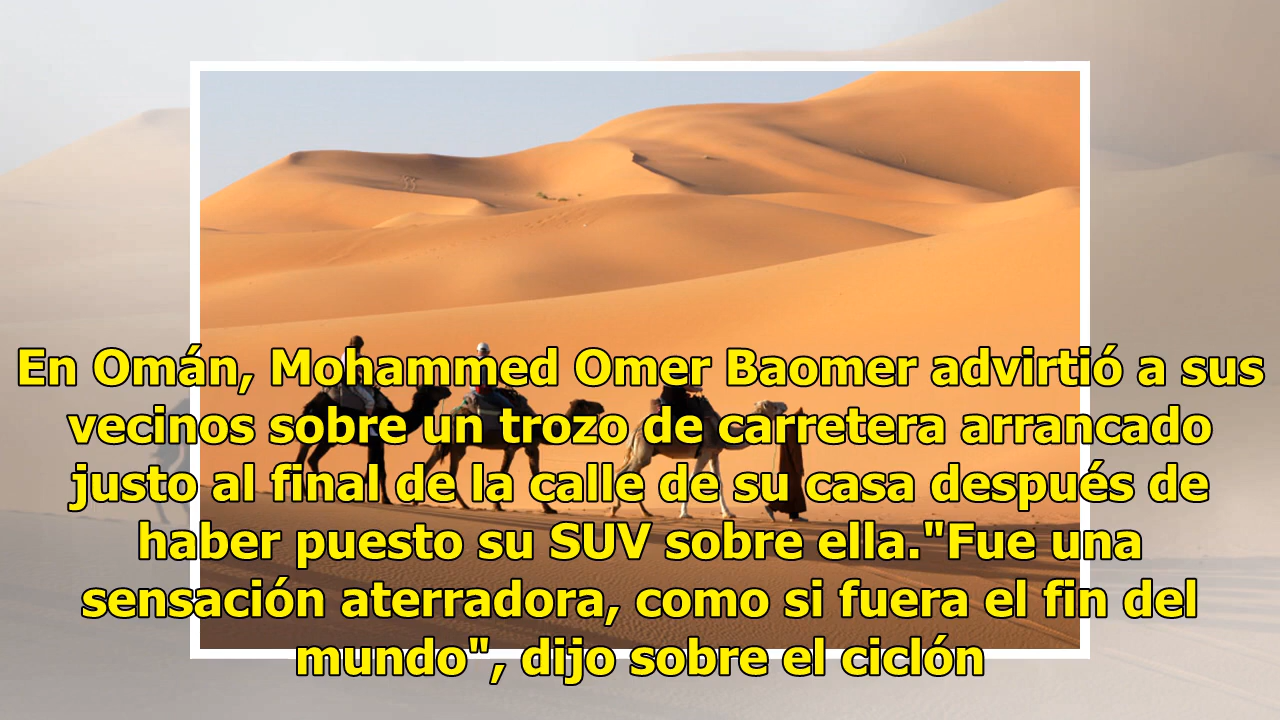 En Omán, Mohammed Omer Baomer advirtió a sus
vecinos sobre un trozo de carretera arrancado
justo al final de la calle de su casa después de
haber puesto su SUV sobre ella."Fue una
sensación aterradora, como si fuera el fin del
mundo", dijo sobre el ciclón